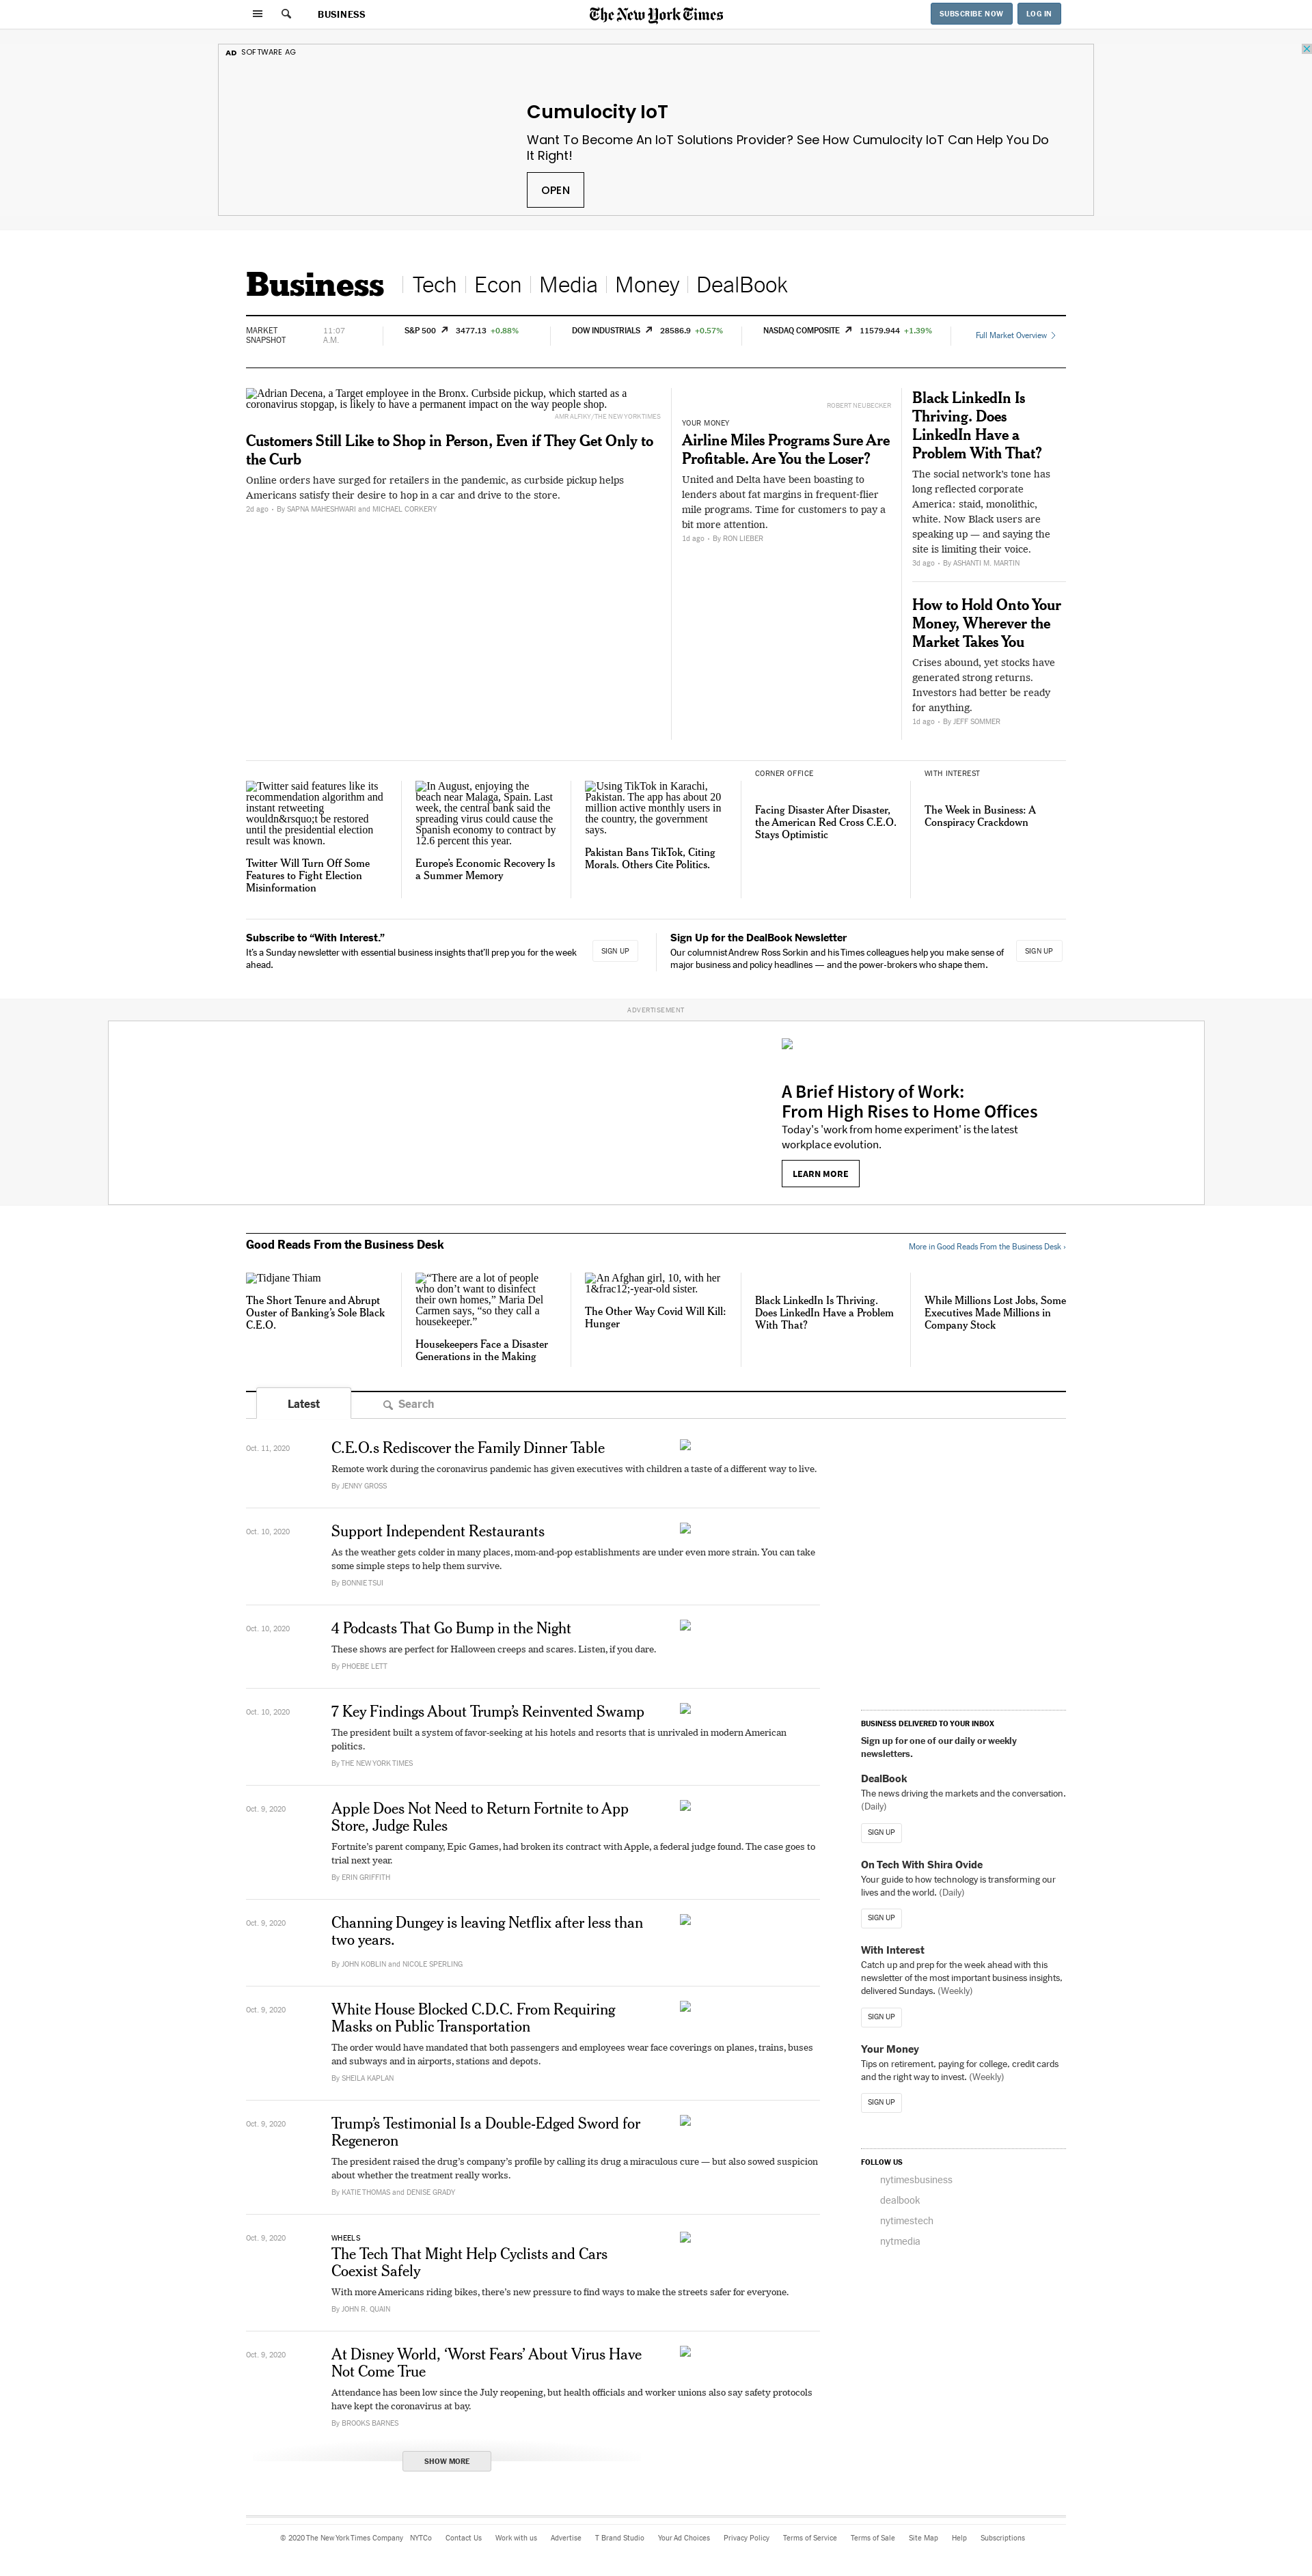 BUSINESS
The New York Times
SUBSCRIBE NOW
LOG IN
AD SOFTWARE AG
Cumulocity IoT
Want To Become An IoT Solutions Provider? See How Cumulocity IoT Can Help You Do
It Right!
OPEN
Business
Tech
Econ
Media
Money
DealBook
MARKET
SNAPSHOT
11:07
A.M.
S&P 500 3477.13 +0.88%
DOW INDUSTRIALS 28586.9 +0.57%
NASDAQ COMPOSITE 11579.944 +1.39%
Full Market Overview
Adrian Decena, a Target employee in the Bronx. Curbside pickup, which started as a
coronavirus stopgap, is likely to have a permanent impact on the way people shop.
AMR ALFIKY/THE NEW YORK TIMES
Customers Still Like to Shop in Person, Even if They Get Only to
the Curb
Online orders have surged for retailers in the pandemic, as curbside pickup helps
Americans satisfy their desire to hop in a car and drive to the store.
2d ago • By SAPNA MAHESHWARI and MICHAEL CORKERY
ROBERT NEUBECKER
YOUR MONEY
Airline Miles Programs Sure Are
Profitable. Are You the Loser?
United and Delta have been boasting to
lenders about fat margins in frequent-flier
mile programs. Time for customers to pay a
bit more attention.
1d ago • By RON LIEBER
Black LinkedIn Is
Thriving. Does
LinkedIn Have a
Problem With That?
The social network's tone has
long reflected corporate
America: staid, monolithic,
white. Now Black users are
speaking up — and saying the
site is limiting their voice.
3d ago • By ASHANTI M. MARTIN
How to Hold Onto Your
Money, Wherever the
Market Takes You
Crises abound, yet stocks have
generated strong returns.
Investors had better be ready
for anything.
1d ago • By JEFF SOMMER
Twitter said features like its
recommendation algorithm and
instant retweeting
wouldn&rsquo;t be restored
until the presidential election
result was known.
Twitter Will Turn Off Some
Features to Fight Election
Misinformation
In August, enjoying the
beach near Malaga, Spain. Last
week, the central bank said the
spreading virus could cause the
Spanish economy to contract by
12.6 percent this year.
Europe's Economic Recovery Is
a Summer Memory
Using TikTok in Karachi,
Pakistan. The app has about 20
million active monthly users in
the country, the government
says.
Pakistan Bans TikTok, Citing
Morals. Others Cite Politics.
CORNER OFFICE
Facing Disaster After Disaster,
the American Red Cross C.E.O.
Stays Optimistic
WITH INTEREST
The Week in Business: A
Conspiracy Crackdown
Subscribe to “With Interest.”
It's a Sunday newsletter with essential business insights that'll prep you for the week
ahead.
SIGN UP
Sign Up for the DealBook Newsletter
Our columnist Andrew Ross Sorkin and his Times colleagues help you make sense of
major business and policy headlines — and the power-brokers who shape them.
SIGN UP
ADVERTISEMENT
A Brief History of Work:
From High Rises to Home Offices
Today's 'work from home experiment' is the latest
workplace evolution.
LEARN MORE
Good Reads From the Business Desk
More in Good Reads From the Business Desk ›
Tidjane Thiam
The Short Tenure and Abrupt
Ouster of Banking's Sole Black
C.E.O.
“There are a lot of people
who don't want to disinfect
their own homes,” Maria Del
Carmen says, “so they call a
housekeeper.”
Housekeepers Face a Disaster
Generations in the Making
An Afghan girl, 10, with her
1&frac12;-year-old sister.
The Other Way Covid Will Kill:
Hunger
Black LinkedIn Is Thriving.
Does LinkedIn Have a Problem
With That?
While Millions Lost Jobs, Some
Executives Made Millions in
Company Stock
Latest
Search
Oct. 11, 2020
C.E.O.s Rediscover the Family Dinner Table
Remote work during the coronavirus pandemic has given executives with children a taste of a different way to live.
By JENNY GROSS
Oct. 10, 2020
Support Independent Restaurants
As the weather gets colder in many places, mom-and-pop establishments are under even more strain. You can take
some simple steps to help them survive.
By BONNIE TSUI
Oct. 10, 2020
4 Podcasts That Go Bump in the Night
These shows are perfect for Halloween creeps and scares. Listen, if you dare.
By PHOEBE LETT
Oct. 10, 2020
7 Key Findings About Trump's Reinvented Swamp
The president built a system of favor-seeking at his hotels and resorts that is unrivaled in modern American
politics.
By THE NEW YORK TIMES
Oct. 9, 2020
Apple Does Not Need to Return Fortnite to App
Store, Judge Rules
Fortnite's parent company, Epic Games, had broken its contract with Apple, a federal judge found. The case goes to
trial next year.
By ERIN GRIFFITH
Oct. 9, 2020
Channing Dungey is leaving Netflix after less than
two years.
By JOHN KOBLIN and NICOLE SPERLING
Oct. 9, 2020
White House Blocked C.D.C. From Requiring
Masks on Public Transportation
The order would have mandated that both passengers and employees wear face coverings on planes, trains, buses
and subways and in airports, stations and depots.
By SHEILA KAPLAN
Oct. 9, 2020
Trump's Testimonial Is a Double-Edged Sword for
Regeneron
The president raised the drug's company's profile by calling its drug a miraculous cure — but also sowed suspicion
about whether the treatment really works.
By KATIE THOMAS and DENISE GRADY
Oct. 9, 2020
WHEELS
The Tech That Might Help Cyclists and Cars
Coexist Safely
With more Americans riding bikes, there's new pressure to find ways to make the streets safer for everyone.
By JOHN R. QUAIN
Oct. 9, 2020
At Disney World, ‘Worst Fears’ About Virus Have
Not Come True
Attendance has been low since the July reopening, but health officials and worker unions also say safety protocols
have kept the coronavirus at bay.
By BROOKS BARNES
SHOW MORE
BUSINESS DELIVERED TO YOUR INBOX
Sign up for one of our daily or weekly
newsletters.
DealBook
The news driving the markets and the conversation.
(Daily)
SIGN UP
On Tech With Shira Ovide
Your guide to how technology is transforming our
lives and the world. (Daily)
SIGN UP
With Interest
Catch up and prep for the week ahead with this
newsletter of the most important business insights,
delivered Sundays. (Weekly)
SIGN UP
Your Money
Tips on retirement, paying for college, credit cards
and the right way to invest. (Weekly)
SIGN UP
FOLLOW US
nytimesbusiness
dealbook
nytimestech
nytmedia
© 2020 The New York Times Company NYTCo Contact Us Work with us Advertise T Brand Studio Your Ad Choices Privacy Policy Terms of Service Terms of Sale Site Map Help Subscriptions